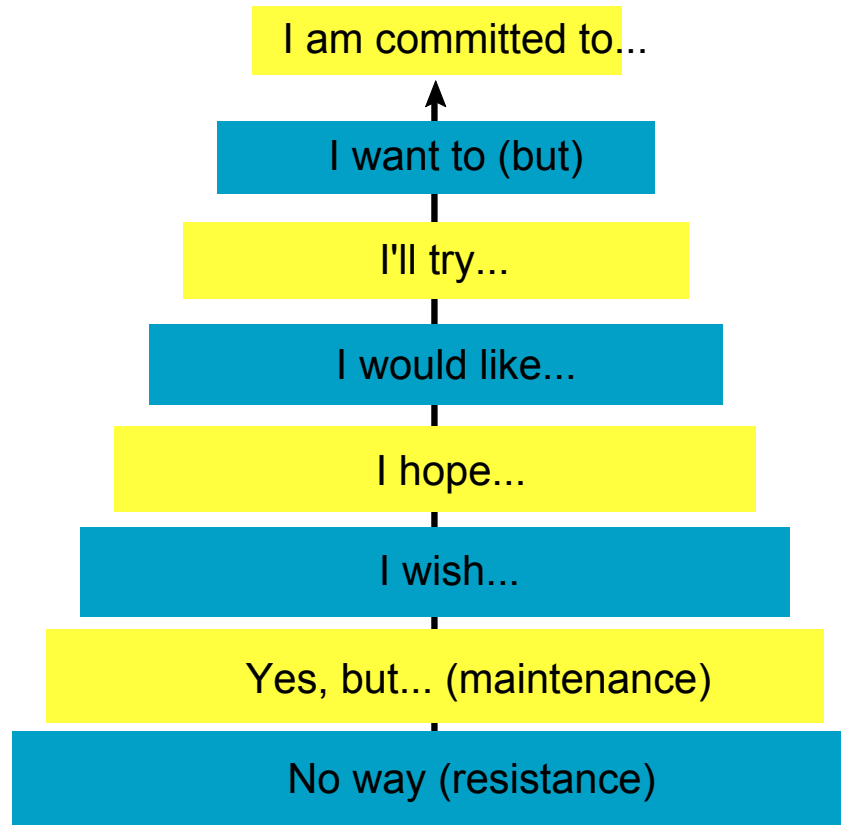 I am committed to...
I want to (but)
I'll try...
I would like...
I hope...
I wish...
Yes, but... (maintenance)
No way (resistance)